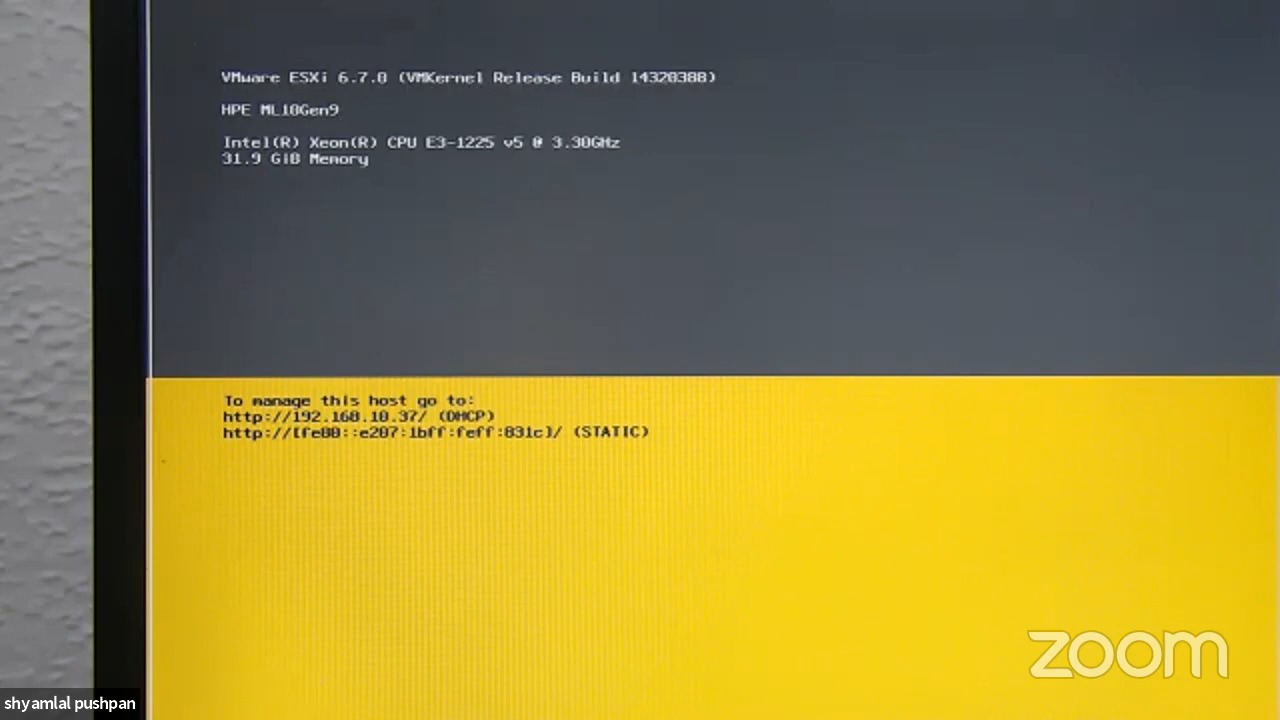 VMware ESXi 6.7.0 (VMKernel Release Build 14320388)
HPE ML10Gen9
Intel(R) Xeon(R) CPU E3-1225 v5 @ 3.30GHz
31.9 GiB Memory
To manage this host go to:
http://192.168.10.37/ (DHCP)
http://[fe80::e207:1bff:feff:831c]/ (STATIC)
zoom
shyamlal pushpan